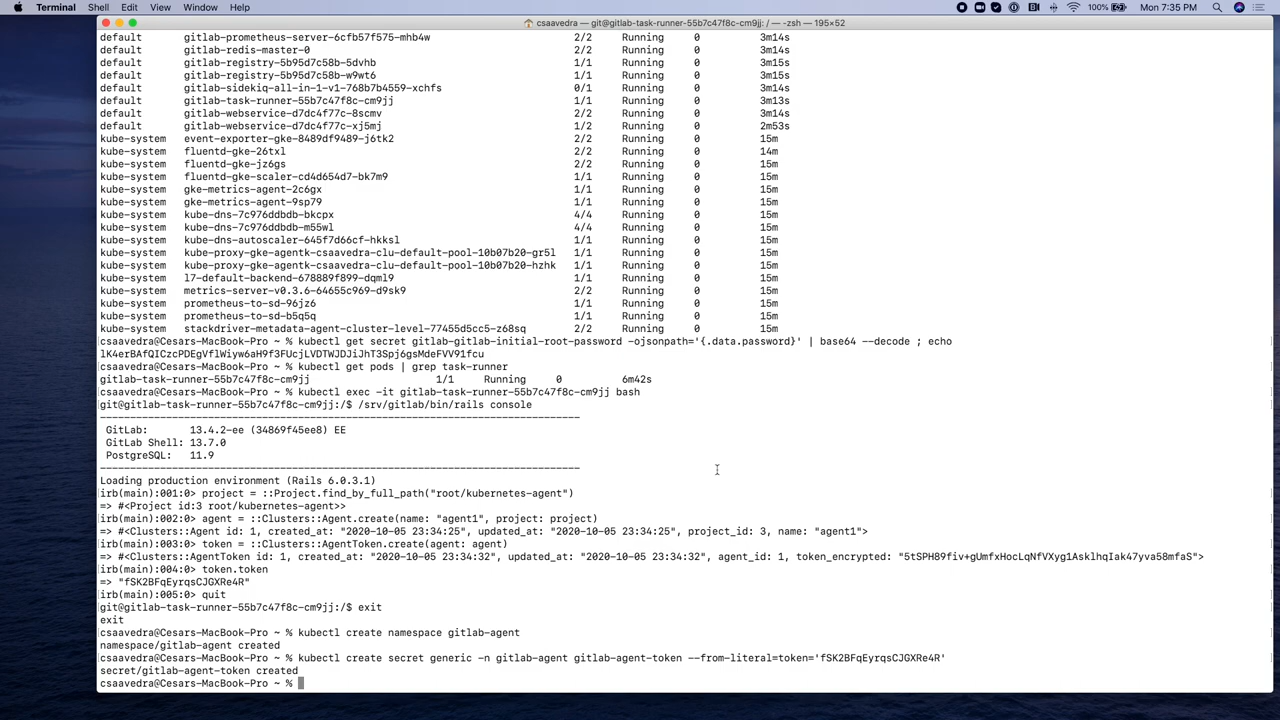 Terminal Shell Edit View Window Help 100% Mon 7:35 PM
csaavedra — git@gitlab-task-runner-55b7c47f8c-cm9jj: / — -zsh — 195×52
default gitlab-prometheus-server-6cfb57f575-mhb4w 2/2 Running 0 3m14s
default gitlab-redis-master-0 2/2 Running 0 3m14s
default gitlab-registry-5b95d7c58b-5dvhb 1/1 Running 0 3m15s
default gitlab-registry-5b95d7c58b-w9wt6 1/1 Running 0 3m15s
default gitlab-sidekiq-all-in-1-v1-768b7b4559-xchfs 0/1 Running 0 3m14s
default gitlab-task-runner-55b7c47f8c-cm9jj 1/1 Running 0 3m13s
default gitlab-webservice-d7dc4f77c-8scmv 2/2 Running 0 3m14s
default gitlab-webservice-d7dc4f77c-xj5mj 1/2 Running 0 2m53s
kube-system event-exporter-gke-8489df9489-j6tk2 2/2 Running 0 15m
kube-system fluentd-gke-26txl 2/2 Running 0 14m
kube-system fluentd-gke-jz6gs 2/2 Running 0 15m
kube-system fluentd-gke-scaler-cd4d654d7-bk7m9 1/1 Running 0 15m
kube-system gke-metrics-agent-2c6gx 1/1 Running 0 15m
kube-system gke-metrics-agent-9sp79 1/1 Running 0 15m
kube-system kube-dns-7c976ddbdb-bkcpx 4/4 Running 0 15m
kube-system kube-dns-7c976ddbdb-m55wl 4/4 Running 0 15m
kube-system kube-dns-autoscaler-645f7d66cf-hkksl 1/1 Running 0 15m
kube-system kube-proxy-gke-agentk-csaavedra-clu-default-pool-10b07b20-gr5l 1/1 Running 0 15m
kube-system kube-proxy-gke-agentk-csaavedra-clu-default-pool-10b07b20-hzhk 1/1 Running 0 15m
kube-system l7-default-backend-678889f899-dqml9 1/1 Running 0 15m
kube-system metrics-server-v0.3.6-64655c969-d9sk9 2/2 Running 0 15m
kube-system prometheus-to-sd-96jz6 1/1 Running 0 15m
kube-system prometheus-to-sd-b5q5q 1/1 Running 0 15m
kube-system stackdriver-metadata-agent-cluster-level-77455d5cc5-z68sq 2/2 Running 0 15m
csaavedra@Cesars-MacBook-Pro ~ % kubectl get secret gitlab-gitlab-initial-root-password -ojsonpath='{.data.password}' | base64 --decode ; echo
lK4erBAfQICzcPDEgVflWiyw6aH9f3FUcjLVDTWJDJiJhT3Spj6gsMdeFVV91fcu
csaavedra@Cesars-MacBook-Pro ~ % kubectl get pods | grep task-runner
gitlab-task-runner-55b7c47f8c-cm9jj 1/1 Running 0 6m42s
csaavedra@Cesars-MacBook-Pro ~ % kubectl exec -it gitlab-task-runner-55b7c47f8c-cm9jj bash
git@gitlab-task-runner-55b7c47f8c-cm9jj:/$ /srv/gitlab/bin/rails console
--------------------------------------------------------------------------------
GitLab: 13.4.2-ee (34869f45ee8) EE
GitLab Shell: 13.7.0
PostgreSQL: 11.9
--------------------------------------------------------------------------------
Loading production environment (Rails 6.0.3.1)
irb(main):001:0> project = ::Project.find_by_full_path("root/kubernetes-agent")
=> #<Project id:3 root/kubernetes-agent>>
irb(main):002:0> agent = ::Clusters::Agent.create(name: "agent1", project: project)
=> #<Clusters::Agent id: 1, created_at: "2020-10-05 23:34:25", updated_at: "2020-10-05 23:34:25", project_id: 3, name: "agent1">
irb(main):003:0> token = ::Clusters::AgentToken.create(agent: agent)
=> #<Clusters::AgentToken id: 1, created_at: "2020-10-05 23:34:32", updated_at: "2020-10-05 23:34:32", agent_id: 1, token_encrypted: "5tSPH89fiv+gUmfxHocLqNfVXyg1AsklhqIak47yva58mfaS">
irb(main):004:0> token.token
=> "fSK2BFqEyrqsCJGXRe4R"
irb(main):005:0> quit
git@gitlab-task-runner-55b7c47f8c-cm9jj:/$ exit
exit
csaavedra@Cesars-MacBook-Pro ~ % kubectl create namespace gitlab-agent
namespace/gitlab-agent created
csaavedra@Cesars-MacBook-Pro ~ % kubectl create secret generic -n gitlab-agent gitlab-agent-token --from-literal=token='fSK2BFqEyrqsCJGXRe4R'
secret/gitlab-agent-token created
csaavedra@Cesars-MacBook-Pro ~ %